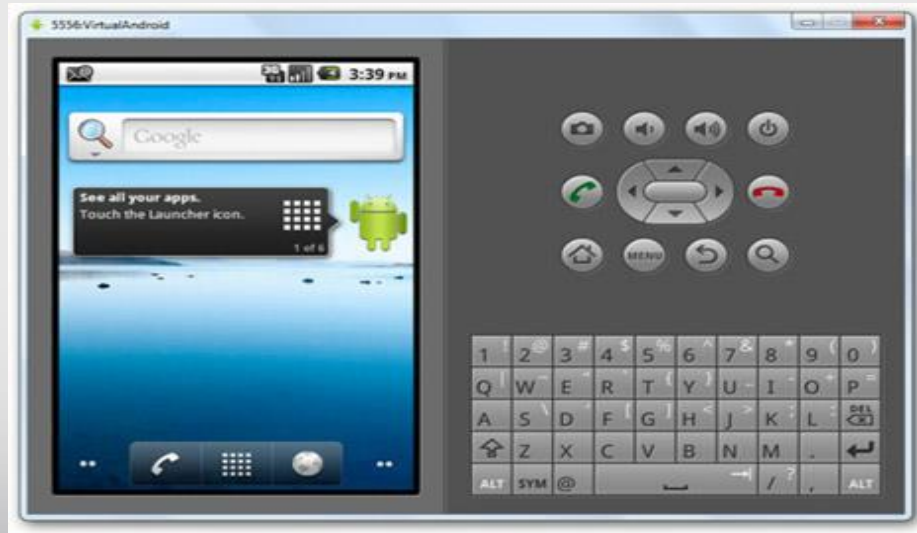 5556:VirtualAndroid
3G
3:39 PM
Google
See all your apps.
Touch the Launcher icon.
1 of 6
MENU
1 ! 2 @ 3 # 4 $ 5 % 6 ^ 7 & 8 * 9 ( 0 )
Q | W ~ E " R ` T { Y } U _ I - O + P =
A S \ D ' F [ G ] H < J > K ; L : DEL
Z X C V B N M .
ALT SYM @ / ? , ALT